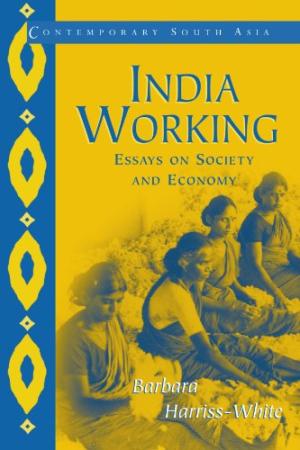 CONTEMPORARY SOUTH ASIA
INDIA
WORKING
ESSAYS ON SOCIETY
AND ECONOMY
Barbara
Harriss-White